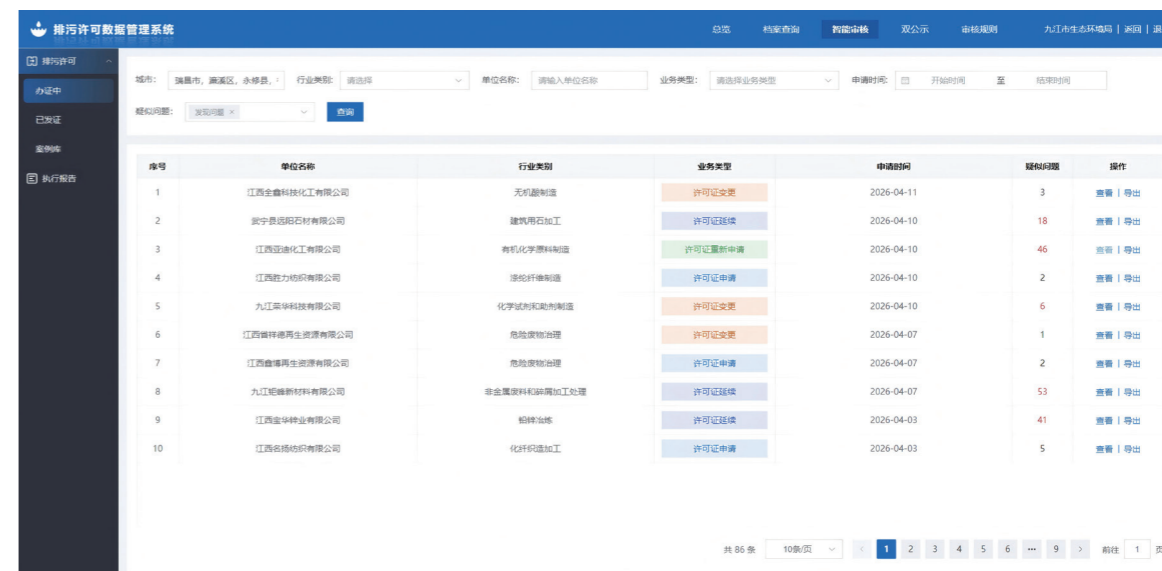 排污许可数据管理系统 总览 档案查询 智能审核 双公示 审核规则 九江市生态环境局 | 返回 | 退
排污许可
办证中
已发证
案例库
执行报告
城市: 瑞昌市, 濂溪区, 永修县, 行业类别: 请选择 单位名称: 请输入单位名称 业务类型: 请选择业务类型 申请时间: 开始时间 至 结束时间
疑似问题: 发现问题 × 查询
序号 单位名称 行业类别 业务类型 申请时间 疑似问题 操作
1 江西全鑫科技化工有限公司 无机酸制造 许可证变更 2026-04-11 3 查看 | 导出
2 武宁县远阳石材有限公司 建筑用石加工 许可证延续 2026-04-10 18 查看 | 导出
3 江西亚迪化工有限公司 有机化学原料制造 许可证重新申请 2026-04-10 46 查看 | 导出
4 江西胜力纺织有限公司 涤纶纤维制造 许可证申请 2026-04-10 2 查看 | 导出
5 九江荣华科技有限公司 化学试剂和助剂制造 许可证变更 2026-04-10 6 查看 | 导出
6 江西睿祥德再生资源有限公司 危险废物治理 许可证变更 2026-04-07 1 查看 | 导出
7 江西鑫博再生资源有限公司 危险废物治理 许可证申请 2026-04-07 2 查看 | 导出
8 九江钜峰新材料有限公司 非金属废料和碎屑加工处理 许可证延续 2026-04-07 53 查看 | 导出
9 江西宝华锌业有限公司 铅锌冶炼 许可证延续 2026-04-03 41 查看 | 导出
10 江西名扬纺织有限公司 化纤织造加工 许可证申请 2026-04-03 5 查看 | 导出
共 86 条 10条/页 < 1 2 3 4 5 6 ··· 9 > 前往 1 页